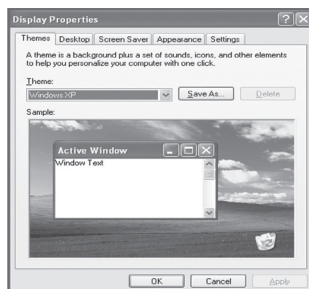 Display Properties
Themes Desktop Screen Saver Appearance Settings
A theme is a background plus a set of sounds, icons, and other elements
to help you personalize your computer with one click.
Theme:
Windows XP Save As... Delete
Sample:
Active Window
Window Text
OK Cancel Apply